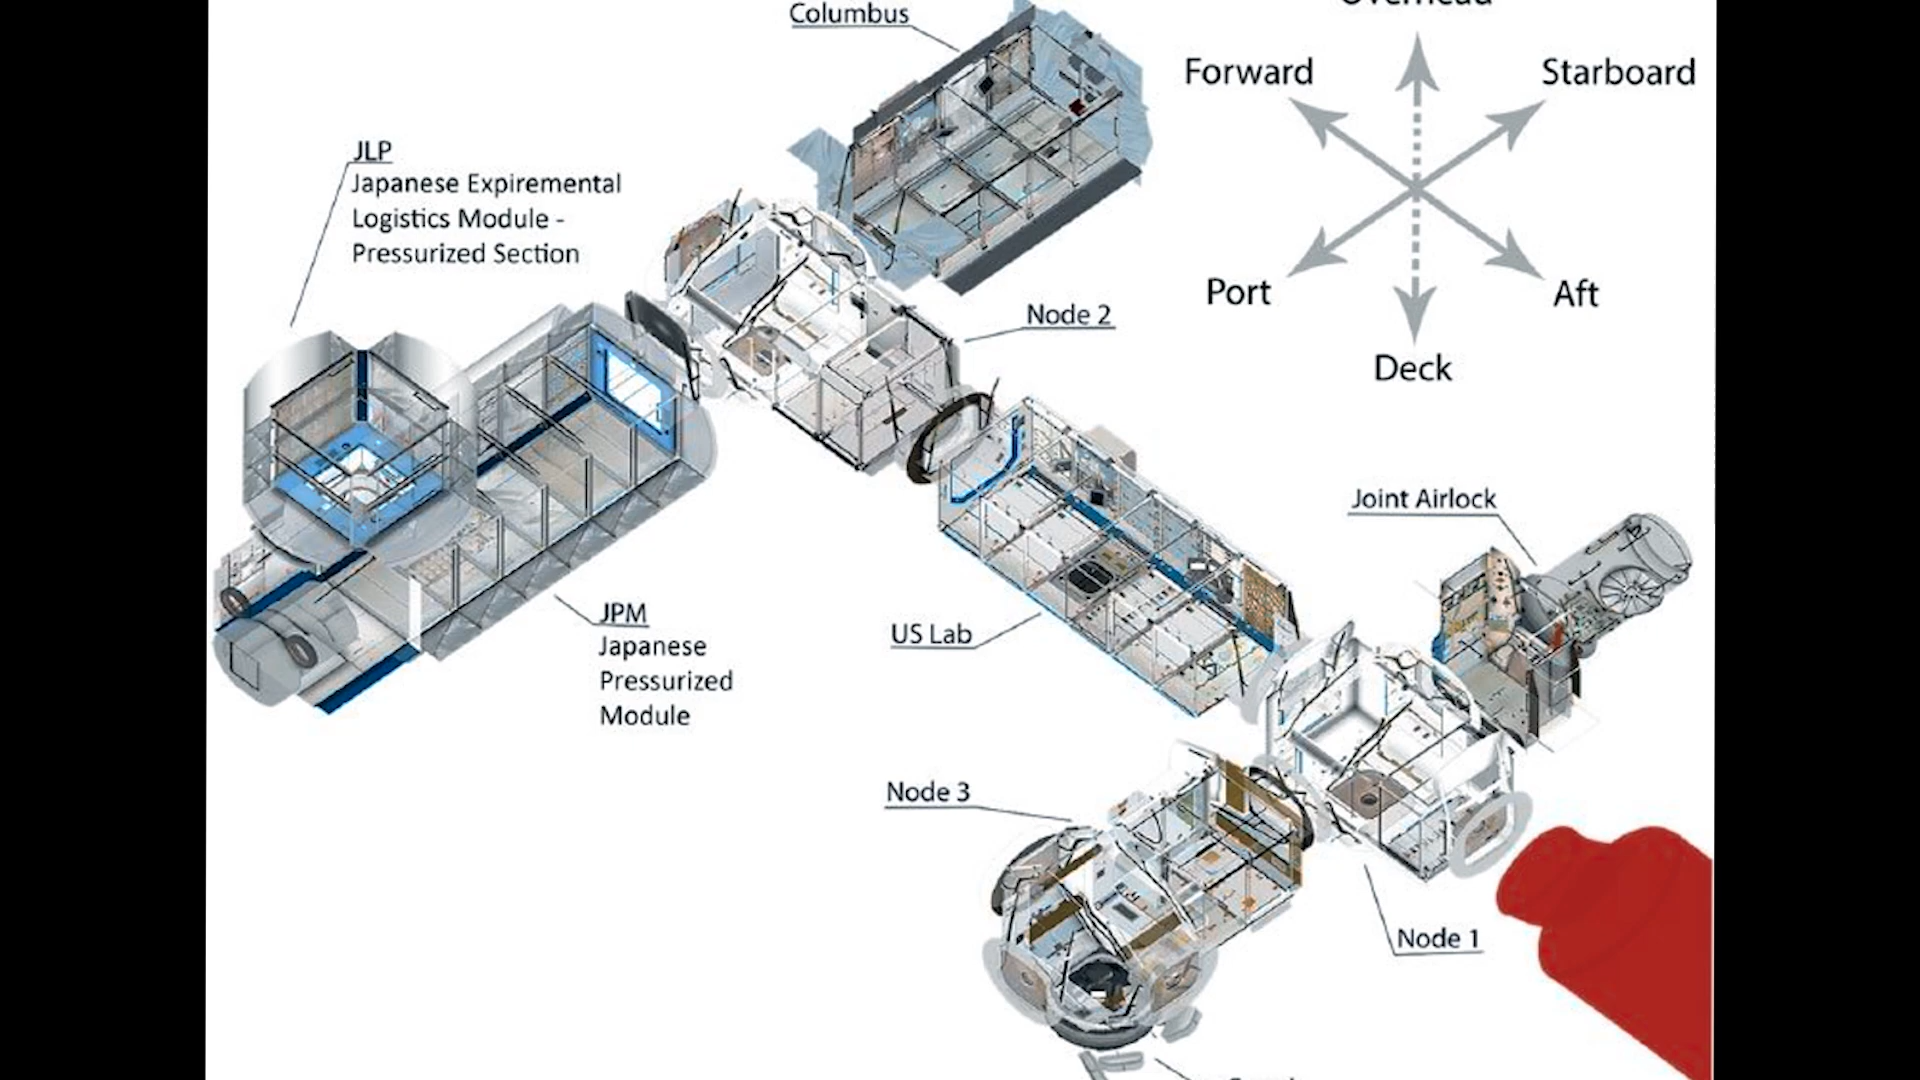 Columbus
Overhead
Forward
Starboard
JLP
Japanese Expiremental
Logistics Module -
Pressurized Section
Port
Aft
Node 2
Deck
Joint Airlock
US Lab
JPM
Japanese
Pressurized
Module
Node 3
Node 1